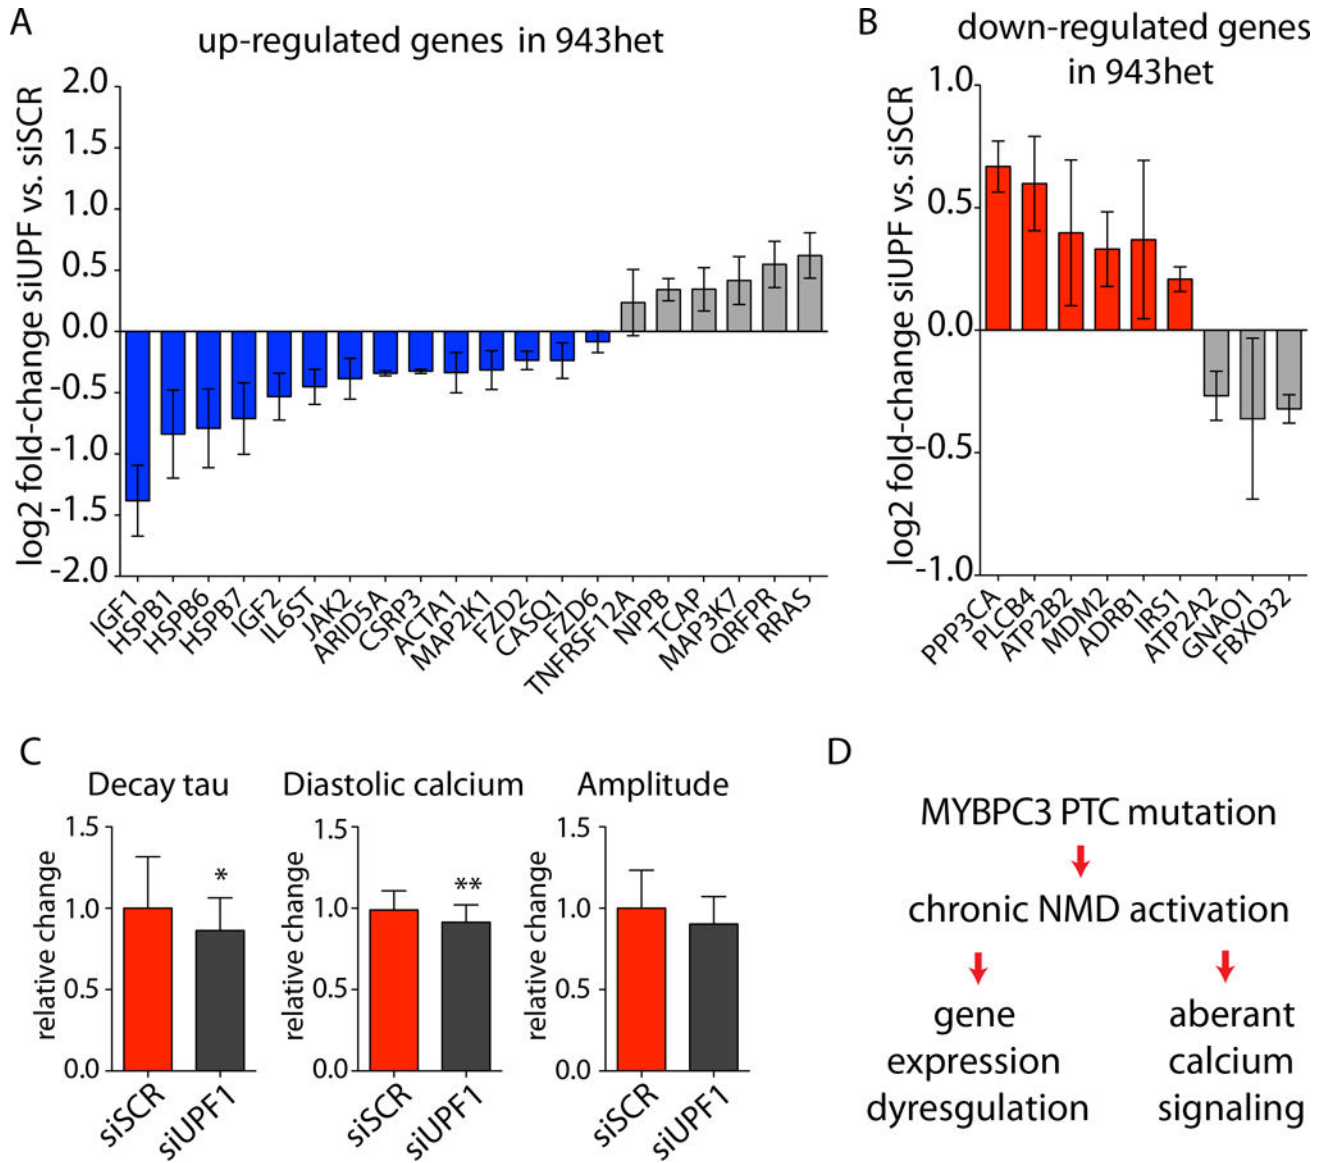 A
up-regulated genes in 943het
log2 fold-change siUPF vs. siSCR
2.0
1.5
1.0
0.5
0.0
-0.5
-1.0
-1.5
-2.0
IGF1
HSPB1
HSPB6
HSPB7
IGF2
IL6ST
JAK2
ARID5A
CSRP3
ACTA1
MAP2K1
FZD2
CASQ1
FZD6
TNFRSF12A
NPPB
TCAP
MAP3K7
QRFPR
RRAS
B
down-regulated genes
in 943het
log2 fold-change siUPF vs. siSCR
1.0
0.5
0.0
-0.5
-1.0
PPP3CA
PLCB4
ATP2B2
MDM2
ADRB1
IRS1
ATP2A2
GNAO1
FBXO32
C
Decay tau
relative change
1.5
1.0
0.5
0.0
*
siSCR
siUPF1
Diastolic calcium
relative change
1.5
1.0
0.5
0.0
**
siSCR
siUPF1
Amplitude
relative change
1.5
1.0
0.5
0.0
siSCR
siUPF1
D
MYBPC3 PTC mutation
chronic NMD activation
gene
expression
dyresgulation
aberant
calcium
signaling